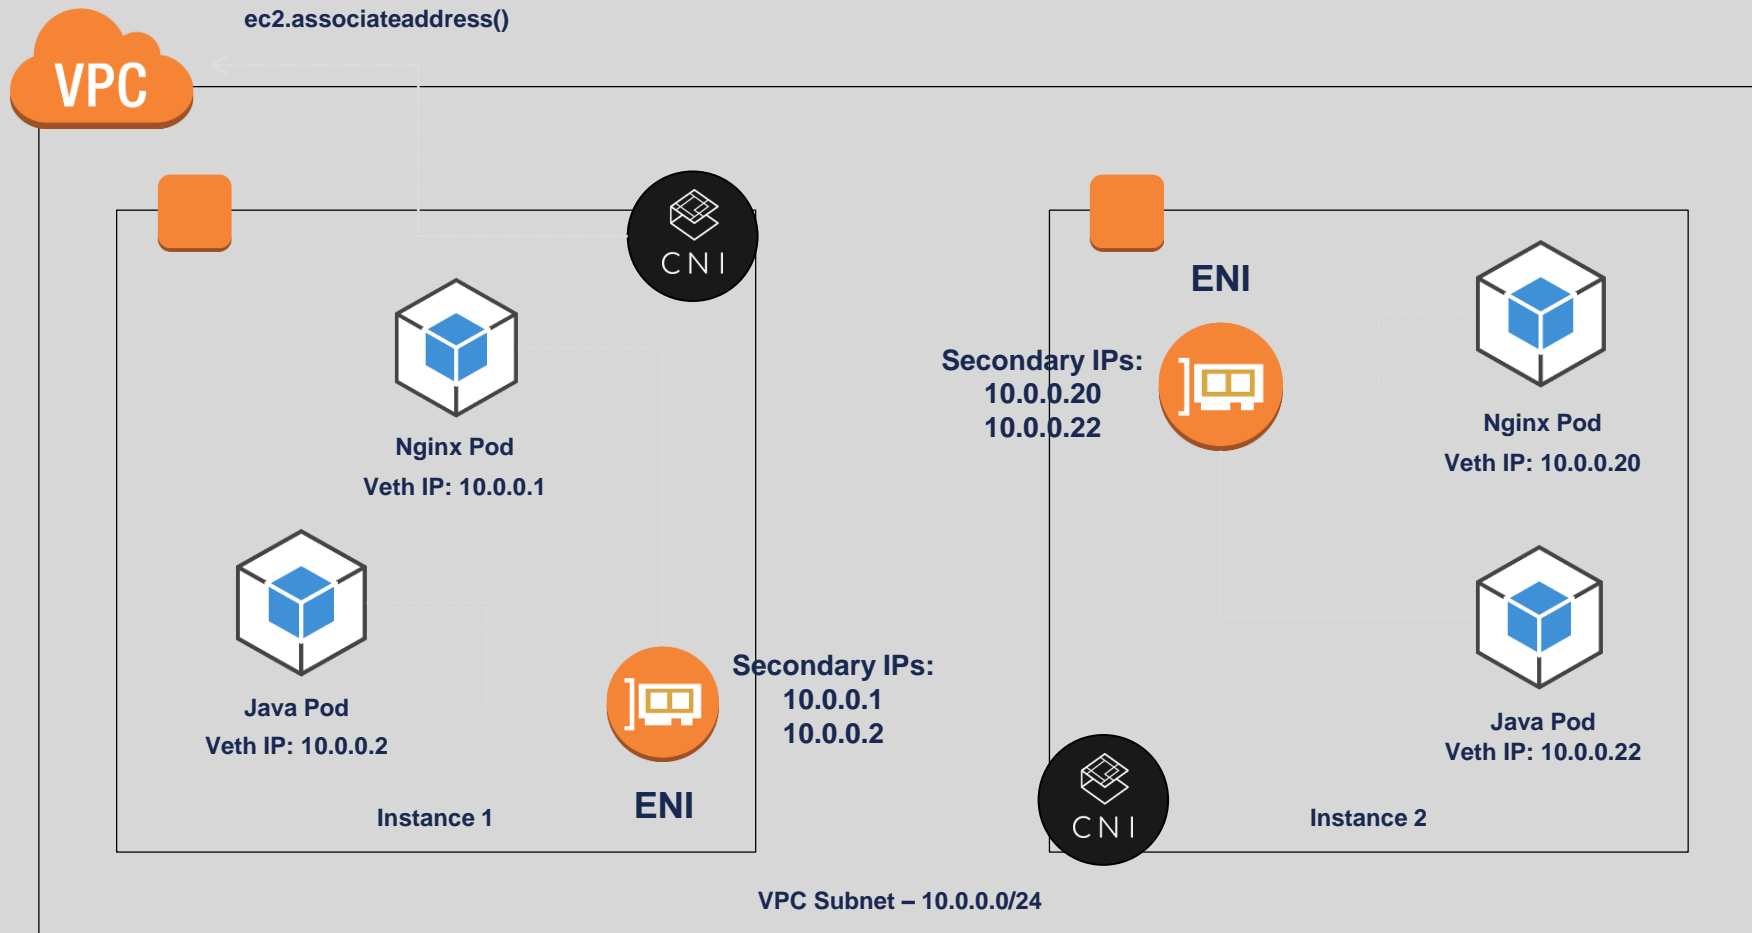 ec2.associateaddress()
VPC
CNI
Nginx Pod
Veth IP: 10.0.0.1
Java Pod
Veth IP: 10.0.0.2
Secondary IPs:
10.0.0.1
10.0.0.2
ENI
Instance 1
ENI
Secondary IPs:
10.0.0.20
10.0.0.22
Nginx Pod
Veth IP: 10.0.0.20
Java Pod
Veth IP: 10.0.0.22
CNI
Instance 2
VPC Subnet – 10.0.0.0/24